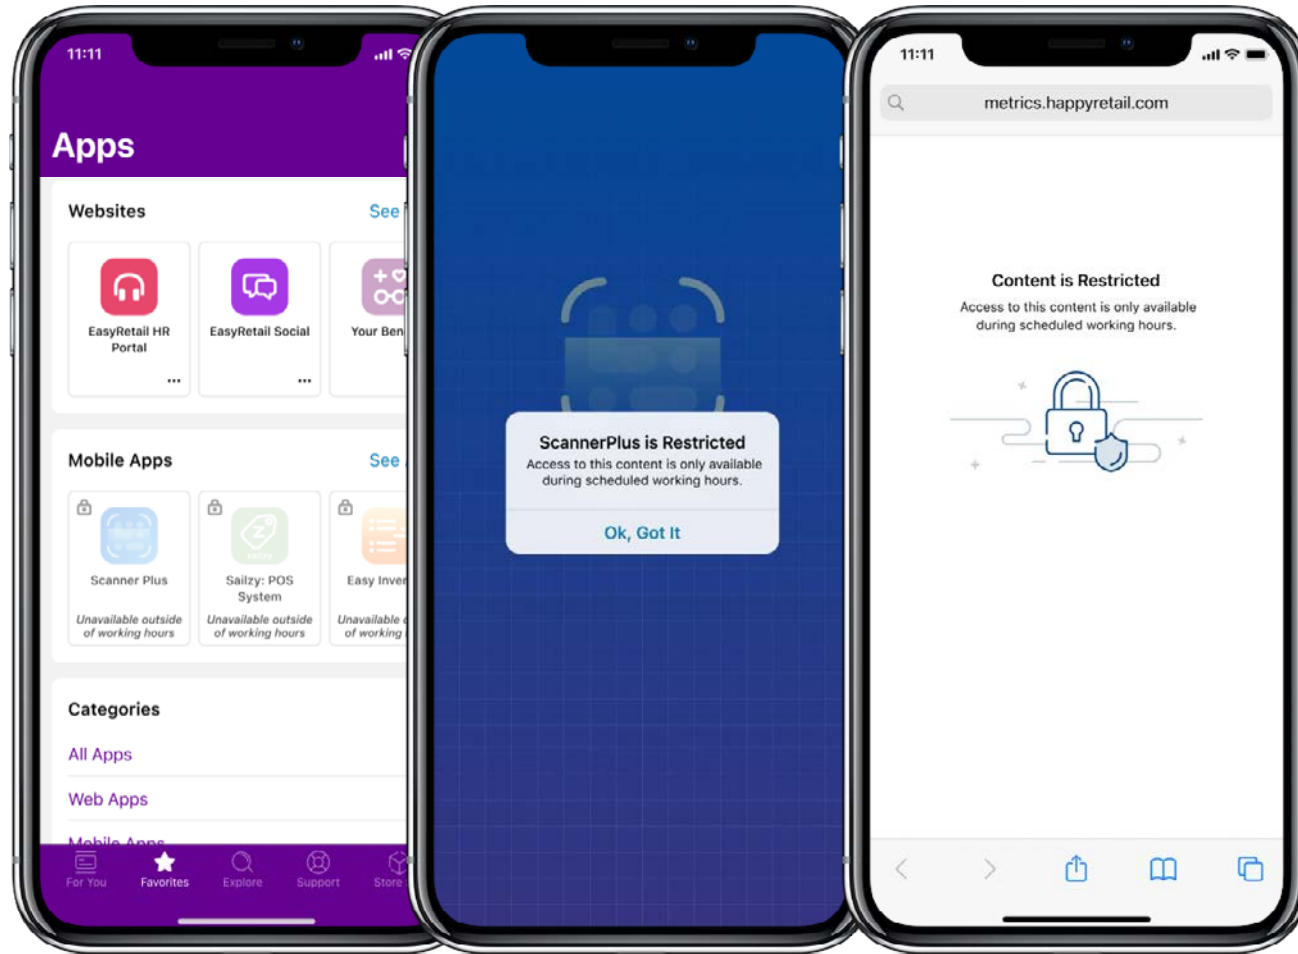 11:11
Apps
Websites
See
EasyRetail HR
Portal
EasyRetail Social
Your Ben
Mobile Apps
See
Scanner Plus
Unavailable outside
of working hours
sailzy
Sailzy: POS
System
Unavailable outside
of working hours
Easy Inver
Unavailable
of working
Categories
All Apps
Web Apps
Mobile Apps
For You
Favorites
Explore
Support
Store
ScannerPlus is Restricted
Access to this content is only available
during scheduled working hours.
Ok, Got It
11:11
metrics.happyretail.com
Content is Restricted
Access to this content is only available
during scheduled working hours.